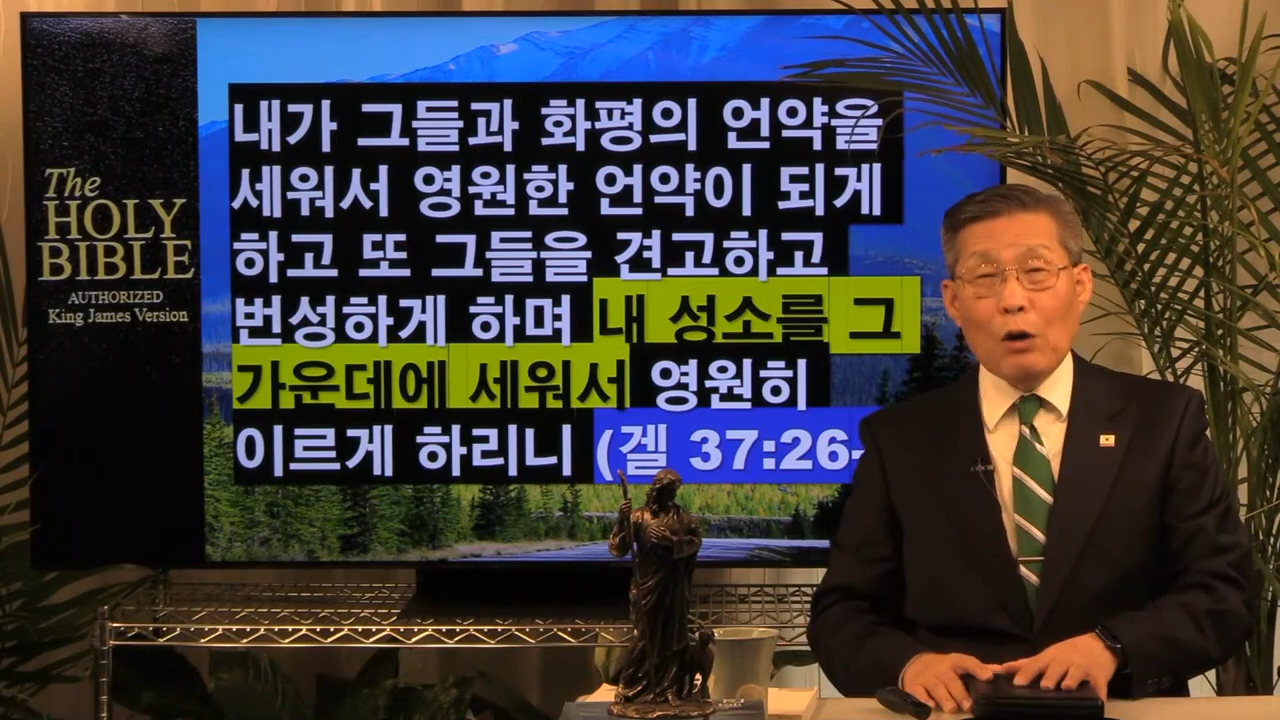 The
HOLY
BIBLE
AUTHORIZED
King James Version
내가 그들과 화평의 언약을
세워서 영원한 언약이 되게
하고 또 그들을 견고하고
번성하게 하며 내 성소를 그
가운데에 세워서 영원히
이르게 하리니 (겔 37:26-